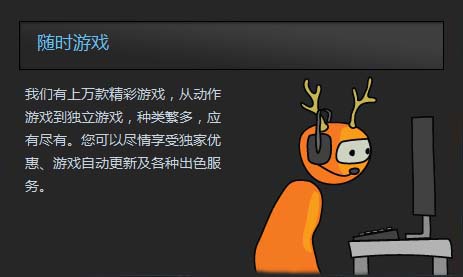 随时游戏
我们有上万款精彩游戏，从动作
游戏到独立游戏，种类繁多，应
有尽有。您可以尽情享受独家优
惠、游戏自动更新及各种出色服
务。